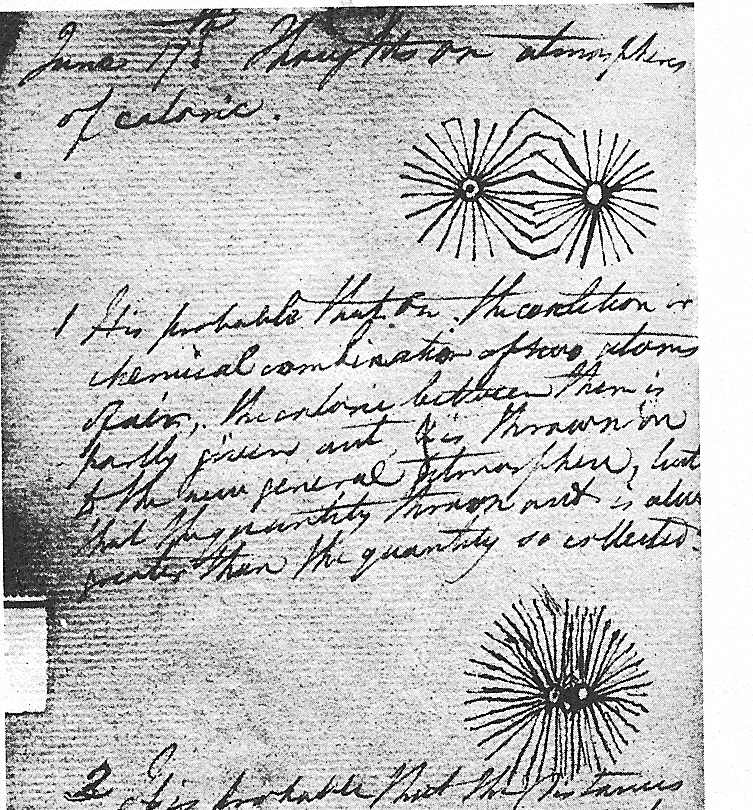 June 17th Thoughts on atmospheres
of caloric.
1 It is probable that on the coalition or
chemical combination of two atoms
of air, the caloric between them is
partly given out & is thrown on
to the new general atmosphere, but
that the quantity thrown out is alw
greater than the quantity so collected.
2 It is probable that the distances